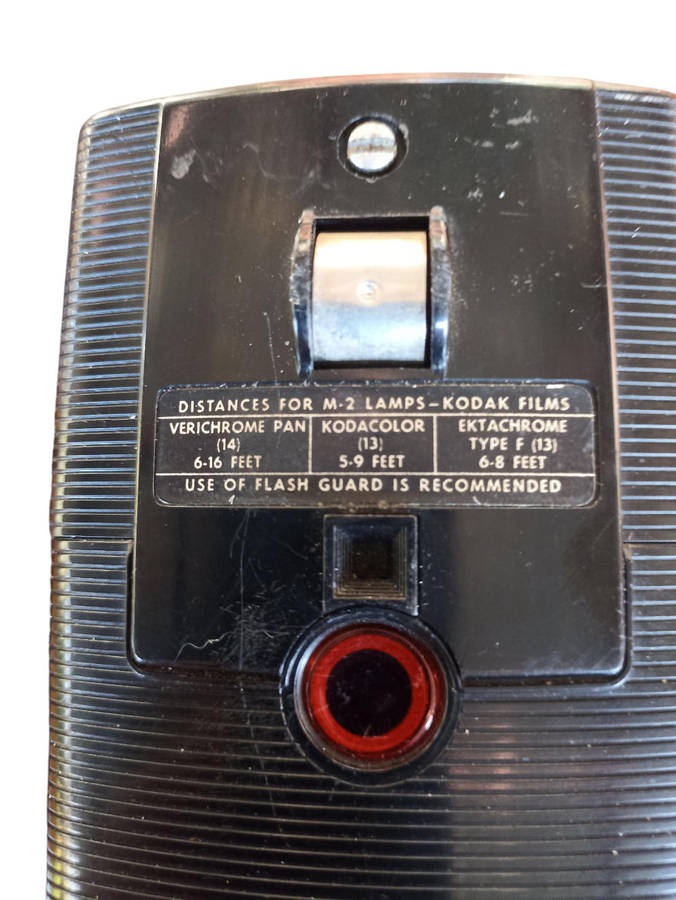 DISTANCES FOR M-2 LAMPS-KODAK FILMS
VERICHROME PAN
(14)
6-16 FEET
KODACOLOR
(13)
5-9 FEET
EKTACHROME
TYPE F (13)
6-8 FEET
USE OF FLASH GUARD IS RECOMMENDED